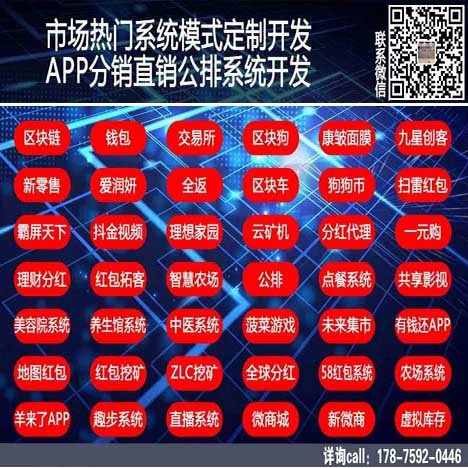 市场热门系统模式定制开发
APP分销直销公排系统开发
联系微信
区块链 钱包 交易所 区块狗 康皱面膜 九星创客
新零售 爱润妍 全返 区块车 狗狗币 扫雷红包
霸屏天下 抖金视频 理想家园 云矿机 分红代理 一元购
理财分红 红包拓客 智慧农场 公排 点餐系统 共享影视
美容院系统 养生馆系统 中医系统 菠菜游戏 未来集市 有钱还APP
地图红包 红包挖矿 ZLC挖矿 全球分红 58红包系统 农场系统
羊来了APP 趣步系统 直播系统 微商城 新微商 虚拟库存
详询call：178-7592-0446